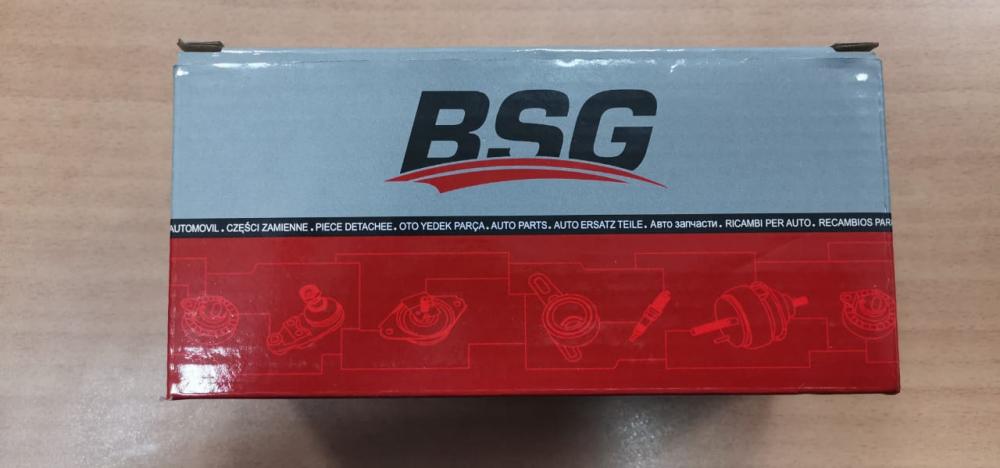 BSG
AUTOMOVIL . CZĘŚCI ZAMIENNE . PIECE DETACHEE . OTO YEDEK PARÇA . AUTO PARTS . AUTO ERSATZ TEILE . Авто запчасти . RICAMBI PER AUTO . RECAMBIOS PAR